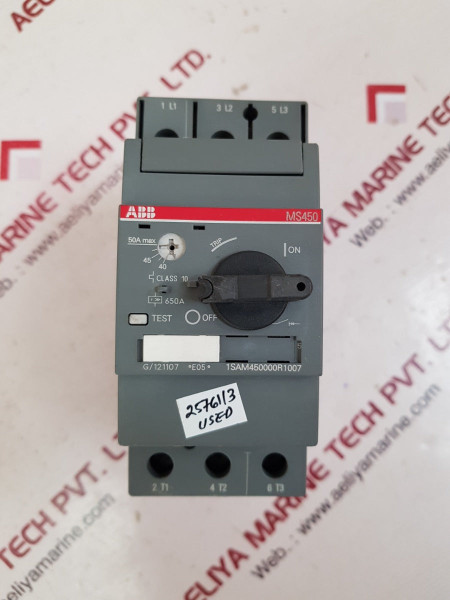 1 L1 3 L2 5 L3
ABB MS450
50A max
45
40
TRIP
ON
CLASS 10
650A
TEST
OFF
G/121107 *E05* 1SAM450000R1007
25761/3
USED
2 T1 4 T2 6 T3
AELIYA MARINE TECH PVT. LTD.
Web.: www.aeliyamarine.com